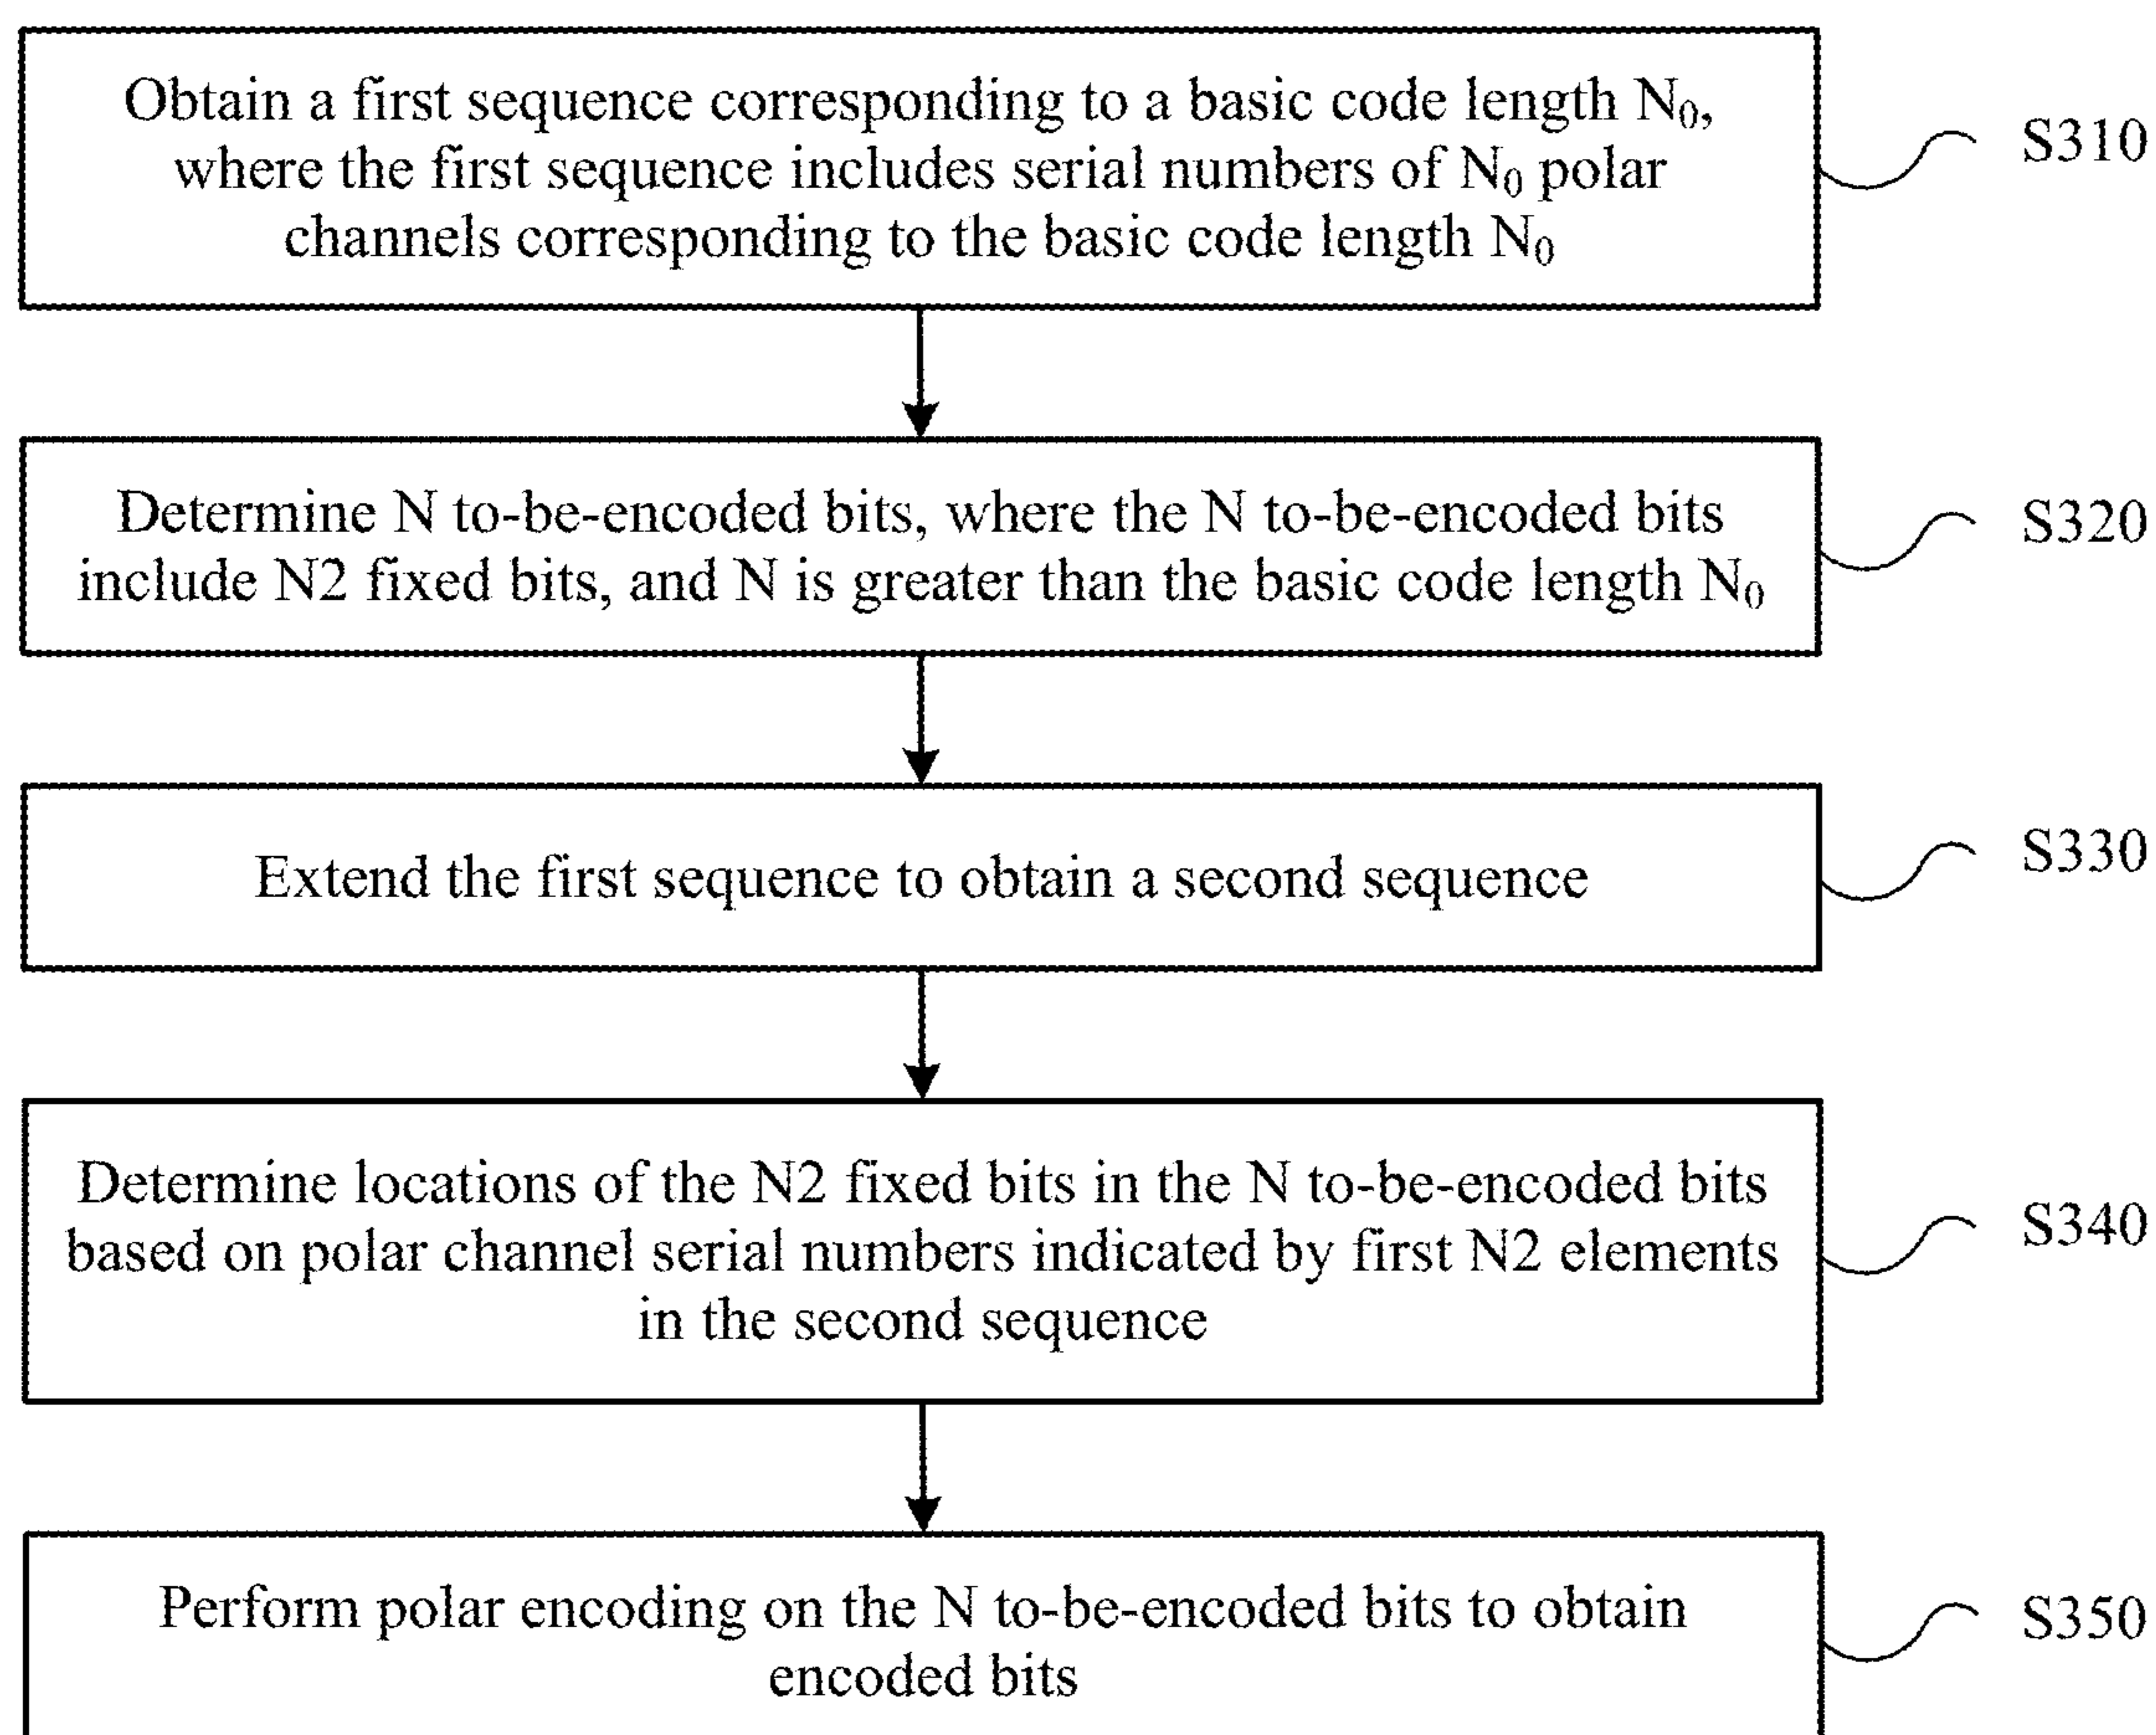 Obtain a first sequence corresponding to a basic code length N₀,
where the first sequence includes serial numbers of N₀ polar
channels corresponding to the basic code length N₀
S310
Determine N to-be-encoded bits, where the N to-be-encoded bits
include N2 fixed bits, and N is greater than the basic code length N₀
S320
Extend the first sequence to obtain a second sequence
S330
Determine locations of the N2 fixed bits in the N to-be-encoded bits
based on polar channel serial numbers indicated by first N2 elements
in the second sequence
S340
Perform polar encoding on the N to-be-encoded bits to obtain
encoded bits
S350